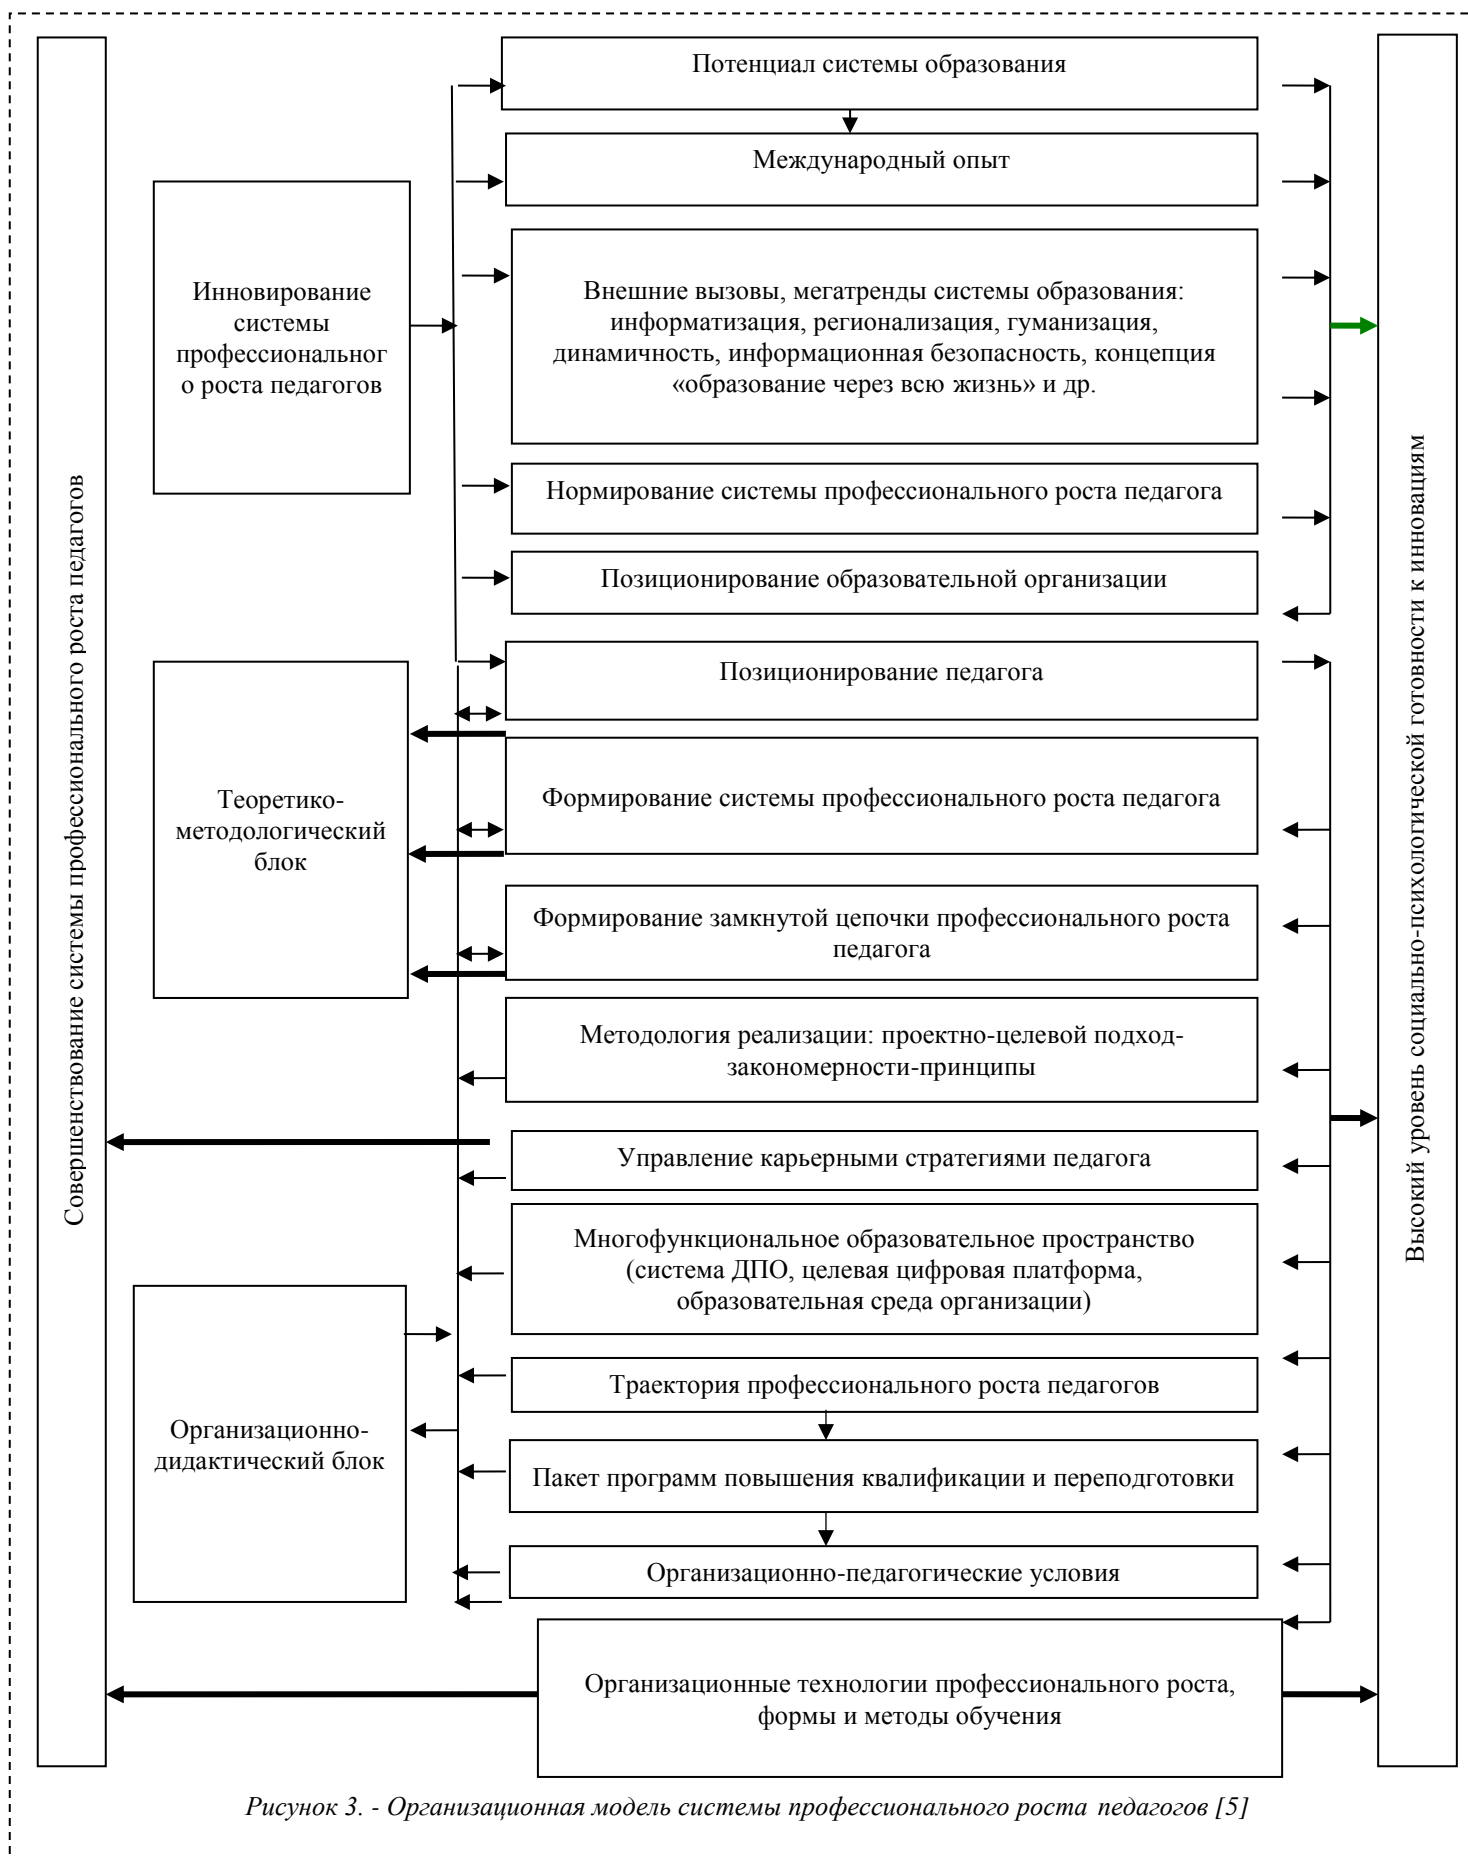 Совершенствование системы профессионального роста педагогов
Инновирование
системы
профессиональног
о роста педагогов
Теоретико-
методологический
блок
Организационно-
дидактический блок
Потенциал системы образования
Международный опыт
Внешние вызовы, мегатренды системы образования:
информатизация, регионализация, гуманизация,
динамичность, информационная безопасность, концепция
«образование через всю жизнь» и др.
Нормирование системы профессионального роста педагога
Позиционирование образовательной организации
Позиционирование педагога
Формирование системы профессионального роста педагога
Формирование замкнутой цепочки профессионального роста
педагога
Методология реализации: проектно-целевой подход-
закономерности-принципы
Управление карьерными стратегиями педагога
Многофункциональное образовательное пространство
(система ДПО, целевая цифровая платформа,
образовательная среда организации)
Траектория профессионального роста педагогов
Пакет программ повышения квалификации и переподготовки
Организационно-педагогические условия
Организационные технологии профессионального роста,
формы и методы обучения
Высокий уровень социально-психологической готовности к инновациям
Рисунок 3. - Организационная модель системы профессионального роста педагогов [5]